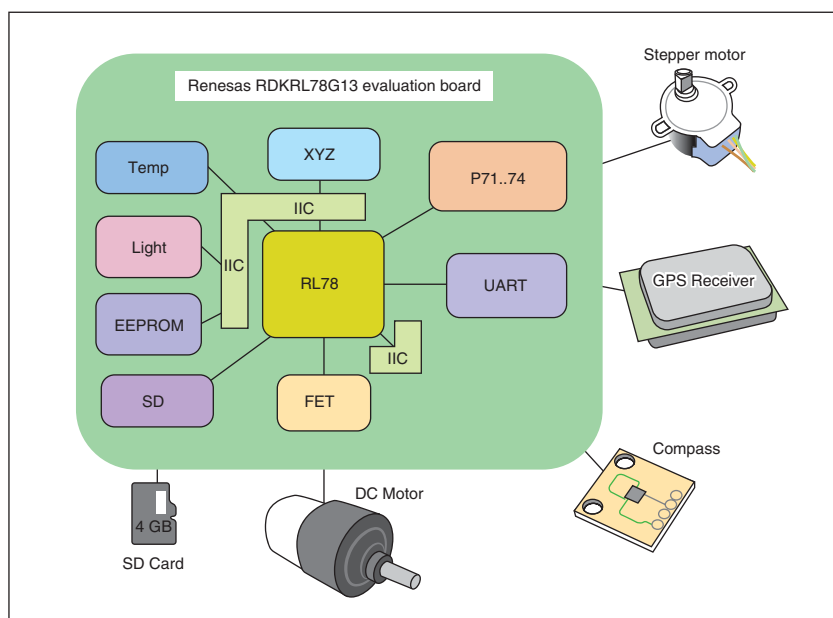 Stepper motor
Renesas RDKRL78G13 evaluation board
XYZ
Temp
P71..74
IIC
Light
IIC
RL78
UART
GPS Receiver
EEPROM
IIC
SD
FET
Compass
DC Motor
4 GB
SD Card